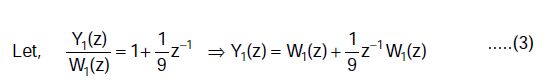 Let, Y₁(z)/W₁(z) = 1+ 1/9 z⁻¹ ⇒ Y₁(z) = W₁(z)+ 1/9 z⁻¹ W₁(z) .....(3)